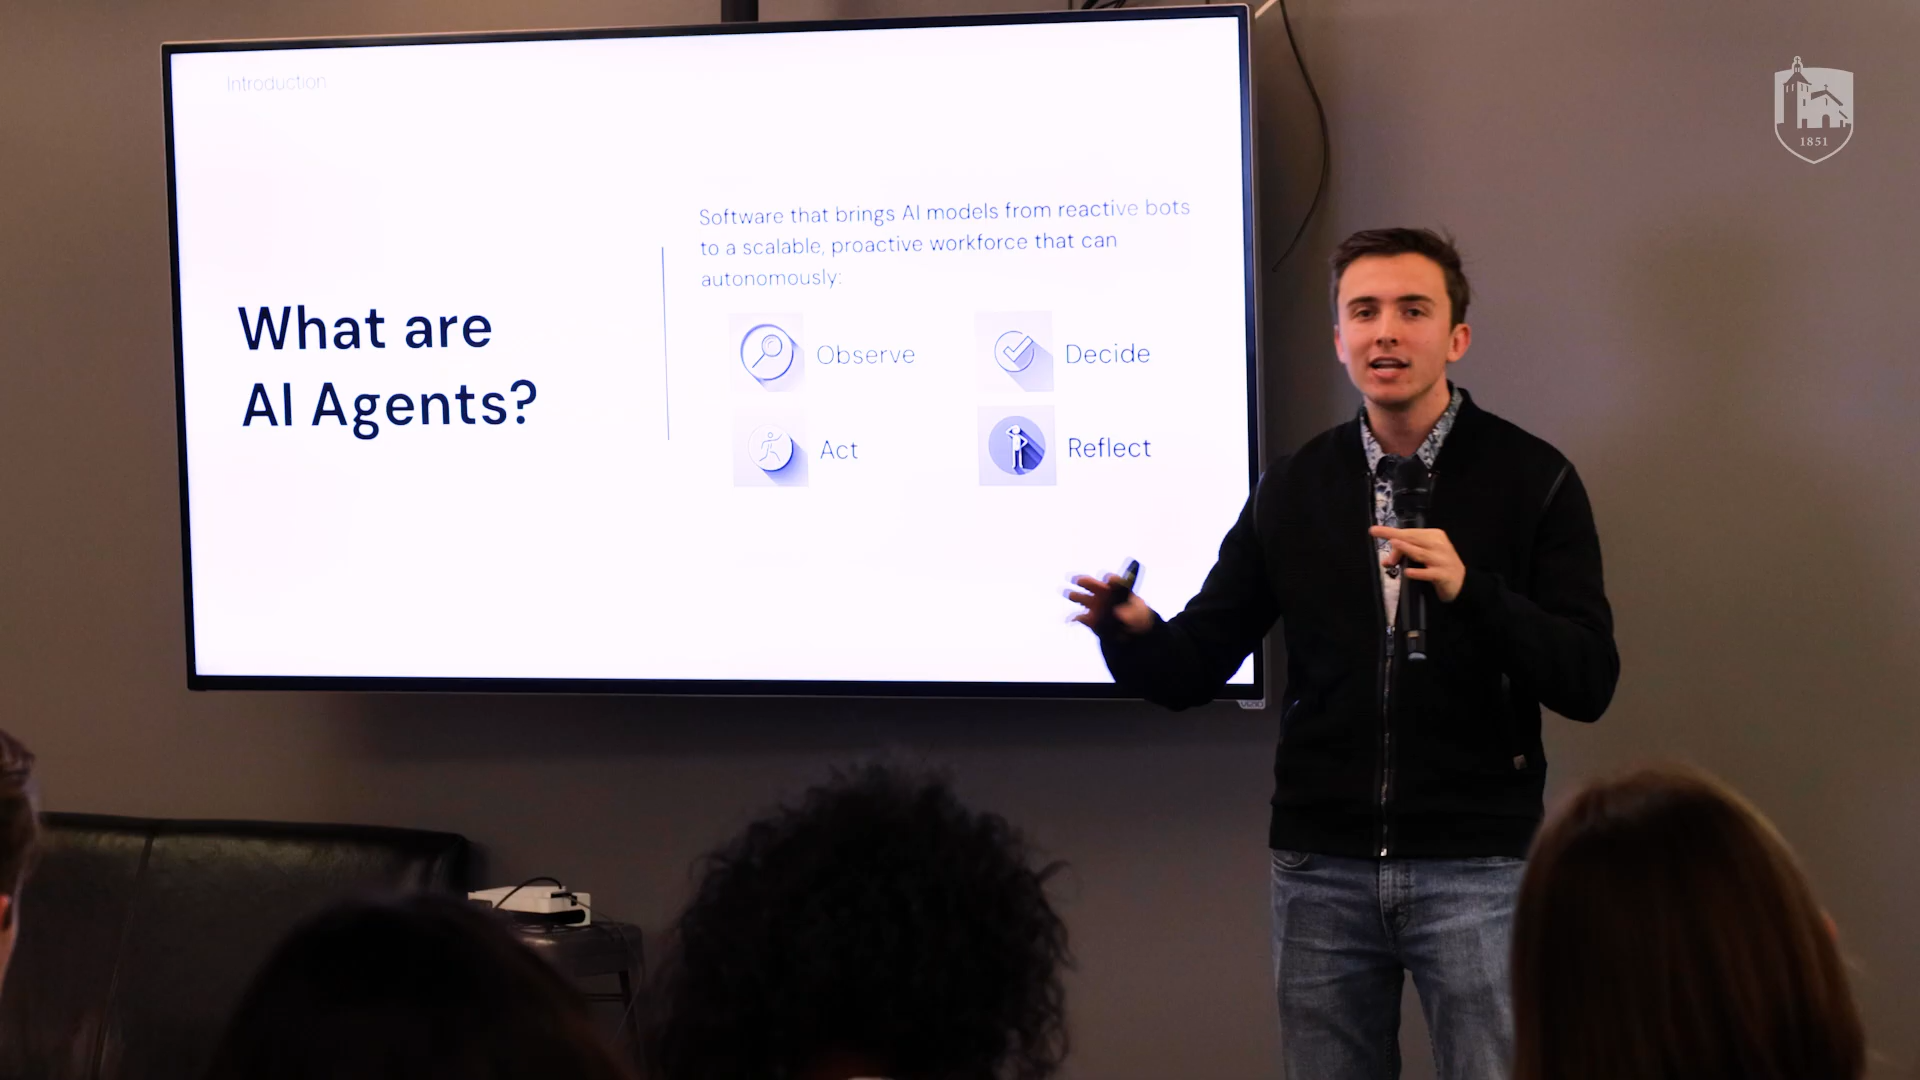 Introduction
What are
AI Agents?
Software that brings AI models from reactive bots
to a scalable, proactive workforce that can
autonomously:
Observe
Decide
Act
Reflect
VIZIO
1851